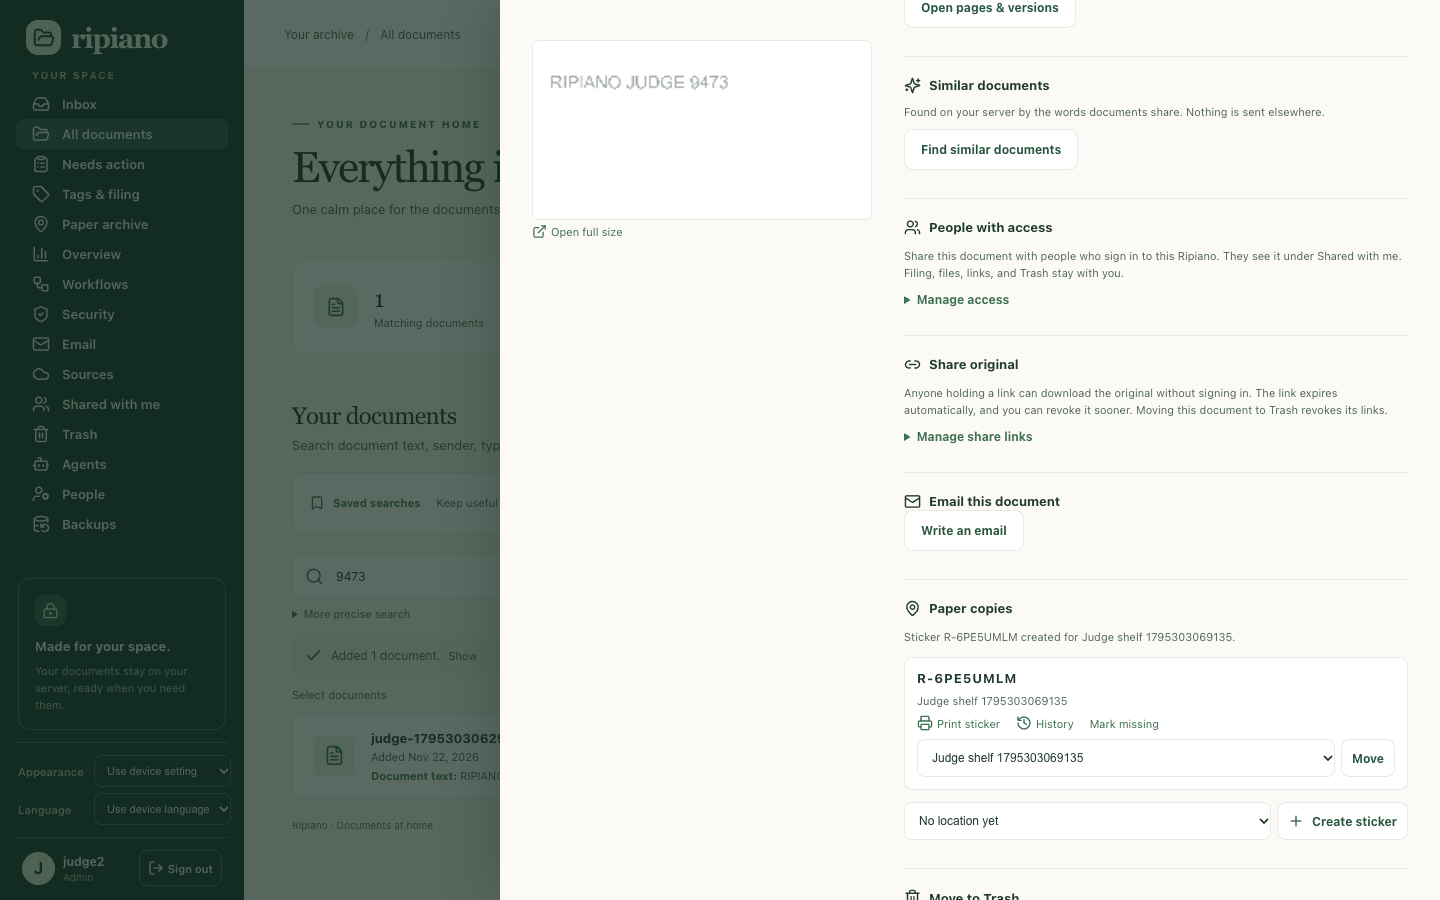 ripiano
YOUR SPACE
Inbox
All documents
Needs action
Tags & filing
Paper archive
Overview
Workflows
Security
Email
Sources
Shared with me
Trash
Agents
People
Backups
Made for your space.
Your documents stay on your
server, ready when you need
them.
Appearance
Use device setting
Language
Use device language
J
judge2
Admin
Sign out
Your archive / All documents
YOUR DOCUMENT HOME
Everything
One calm place for the documents
1
Matching documents
Your documents
Search document text, sender, typ
Saved searches Keep useful
9473
More precise search
Added 1 document. Show
Select documents
judge-1795303062
Added Nov 22, 2026 ·
Document text: RIPIANO
Ripiano · Documents at home
RIPIANO JUDGE 9473
Open full size
Open pages & versions
Similar documents
Found on your server by the words documents share. Nothing is sent elsewhere.
Find similar documents
People with access
Share this document with people who sign in to this Ripiano. They see it under Shared with me.
Filing, files, links, and Trash stay with you.
Manage access
Share original
Anyone holding a link can download the original without signing in. The link expires
automatically, and you can revoke it sooner. Moving this document to Trash revokes its links.
Manage share links
Email this document
Write an email
Paper copies
Sticker R-6PE5UMLM created for Judge shelf 1795303069135.
R-6PE5UMLM
Judge shelf 1795303069135
Print sticker History Mark missing
Judge shelf 1795303069135 Move
No location yet + Create sticker
Move to Trash